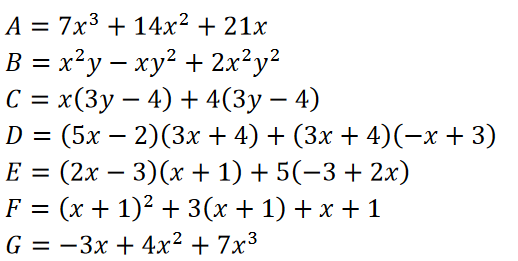 A = 7x³ + 14x² + 21x
B = x²y − xy² + 2x²y²
C = x(3y − 4) + 4(3y − 4)
D = (5x − 2)(3x + 4) + (3x + 4)(−x + 3)
E = (2x − 3)(x + 1) + 5(−3 + 2x)
F = (x + 1)² + 3(x + 1) + x + 1
G = −3x + 4x² + 7x³